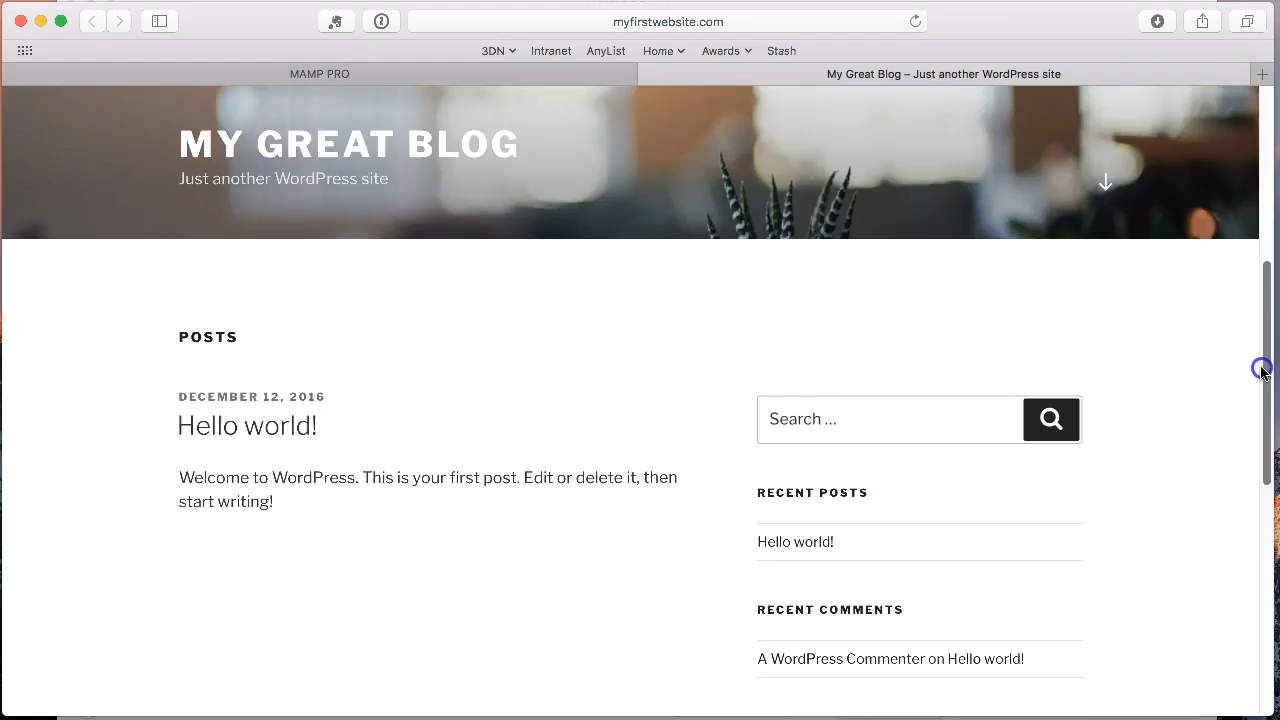 myfirstwebsite.com
3DN Intranet AnyList Home Awards Stash
MAMP PRO
My Great Blog – Just another WordPress site
MY GREAT BLOG
Just another WordPress site
POSTS
DECEMBER 12, 2016
Hello world!
Welcome to WordPress. This is your first post. Edit or delete it, then
start writing!
Search …
RECENT POSTS
Hello world!
RECENT COMMENTS
A WordPress Commenter on Hello world!